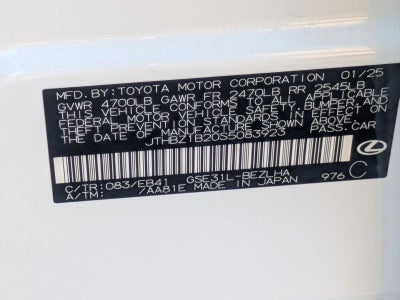 MFD. BY: TOYOTA MOTOR CORPORATION 01/25
GVWR 4700LB GAWR FR 2470LB RR 2545LB
THIS VEHICLE CONFORMS TO ALL APPLICABLE
FEDERAL MOTOR VEHICLE SAFETY, BUMPER, AND
THEFT PREVENTION STANDARDS IN EFFECT ON
THE DATE OF MANUFACTURE SHOWN ABOVE.
PASS. CAR
C/TR: 083/EB41 GSE31L-BEZLHA
A/TM: /AA81E MADE IN JAPAN 976 C